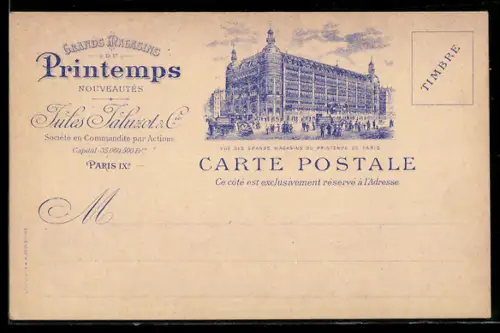 GRANDS MAGASINS
DU
Printemps
NOUVEAUTÉS
Jules Jaluzot & Cie
Société en Commandite par Actions
PARIS IXe
VUE DES GRANDS MAGASINS DU PRINTEMPS DE PARIS
CARTE POSTALE
Ce côté est exclusivement réservé à l'Adresse
M
TIMBRE